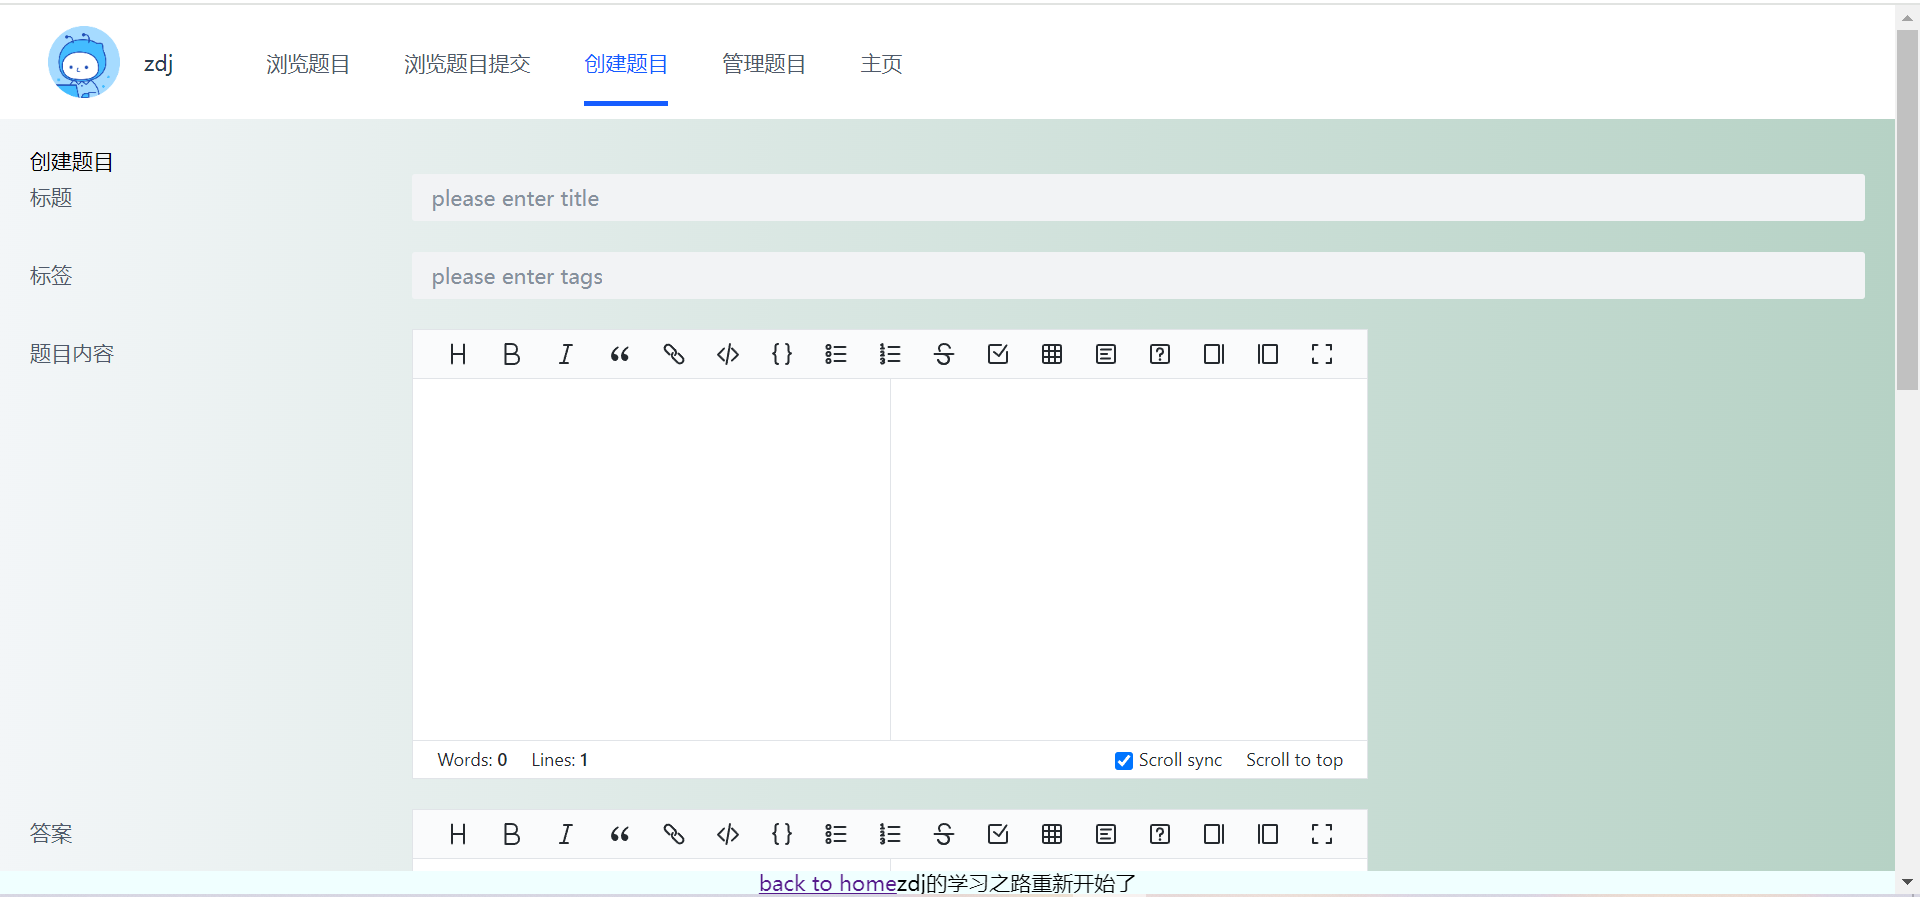 zdj 浏览题目 浏览题目提交 创建题目 管理题目 主页
创建题目
标题 please enter title
标签 please enter tags
题目内容
Words: 0 Lines: 1 Scroll sync Scroll to top
答案
back to homezdj的学习之路重新开始了